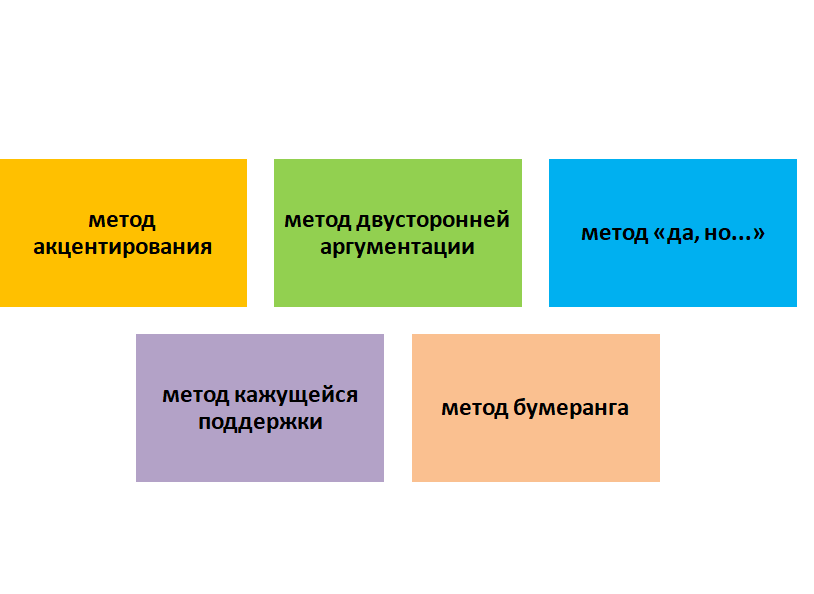 метод
акцентирования
метод двусторонней
аргументации
метод «да, но…»
метод кажущейся
поддержки
метод бумеранга